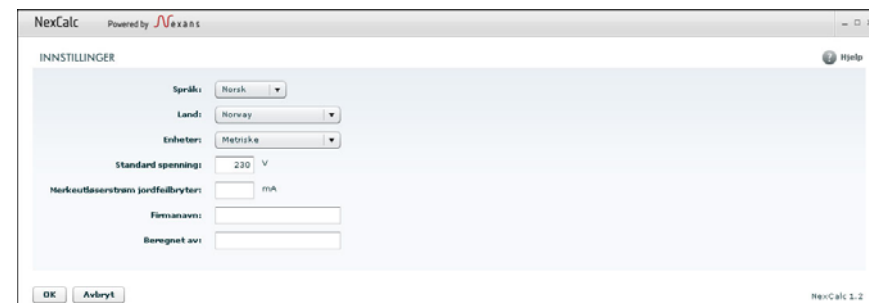 NexCalc Powered by Nexans
INNSTILLINGER Hjelp
Språk: Norsk
Land: Norway
Enheter: Metriske
Standard spenning: 230 V
Merkeutløserstrøm jordfeilbryter: mA
Firmanavn:
Beregnet av:
OK Avbryt NexCalc 1.2